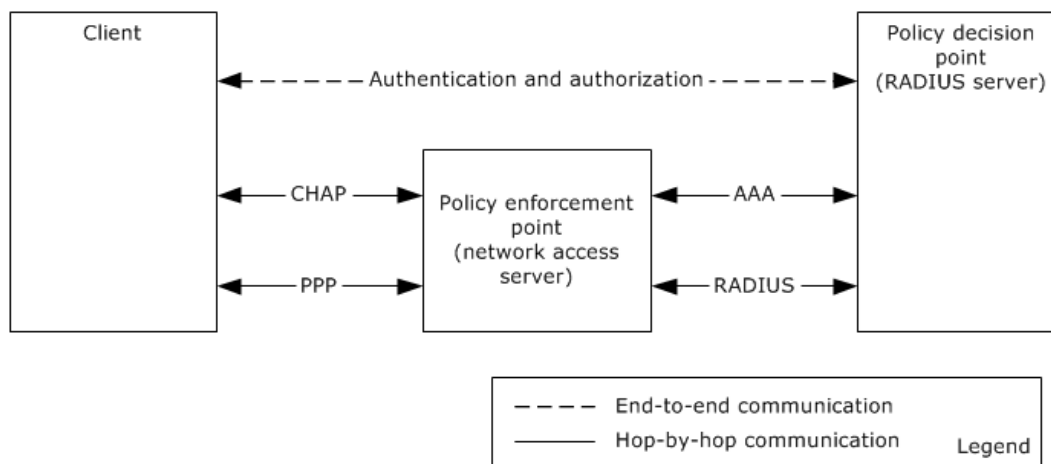 Client
Policy decision
point
(RADIUS server)
Authentication and authorization
CHAP
Policy enforcement
point
(network access
server)
AAA
PPP
RADIUS
End-to-end communication
Hop-by-hop communication
Legend